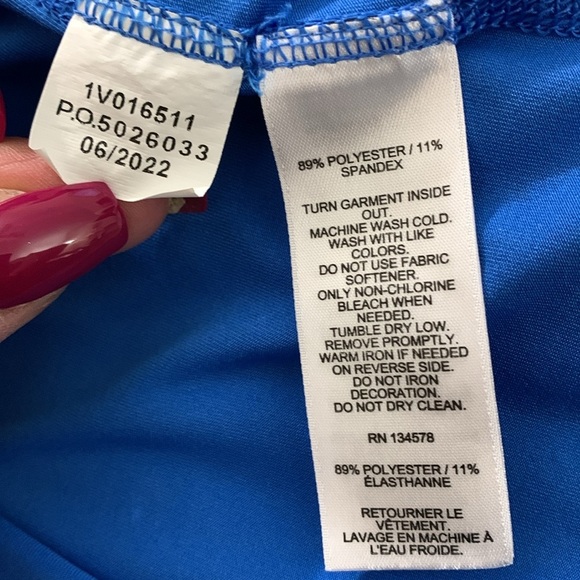 1V016511
P.O.5026033
06/2022
89% POLYESTER / 11%
SPANDEX
TURN GARMENT INSIDE
OUT.
MACHINE WASH COLD.
WASH WITH LIKE
COLORS.
DO NOT USE FABRIC
SOFTENER.
ONLY NON-CHLORINE
BLEACH WHEN
NEEDED.
TUMBLE DRY LOW.
REMOVE PROMPTLY.
WARM IRON IF NEEDED
ON REVERSE SIDE.
DO NOT IRON
DECORATION.
DO NOT DRY CLEAN.
RN 134578
89% POLYESTER / 11%
ÉLASTHANNE
RETOURNER LE
VÊTEMENT.
LAVAGE EN MACHINE À
L'EAU FROIDE.